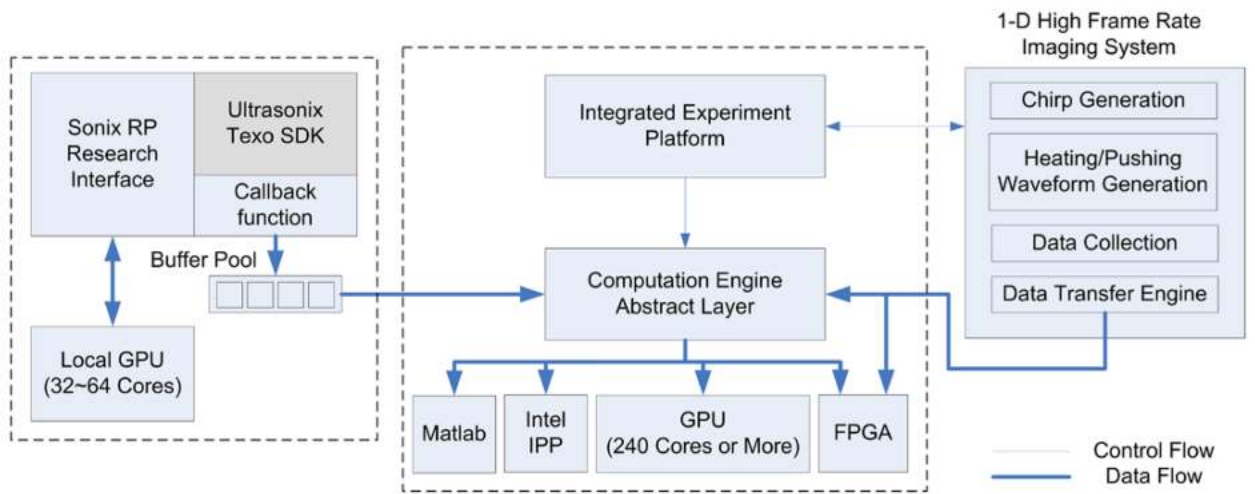 1-D High Frame Rate
Imaging System
Sonix RP
Research
Interface
Ultrasonix
Texo SDK
Callback
function
Buffer Pool
Local GPU
(32~64 Cores)
Integrated Experiment
Platform
Computation Engine
Abstract Layer
Matlab
Intel
IPP
GPU
(240 Cores or More)
FPGA
Chirp Generation
Heating/Pushing
Waveform Generation
Data Collection
Data Transfer Engine
Control Flow
Data Flow